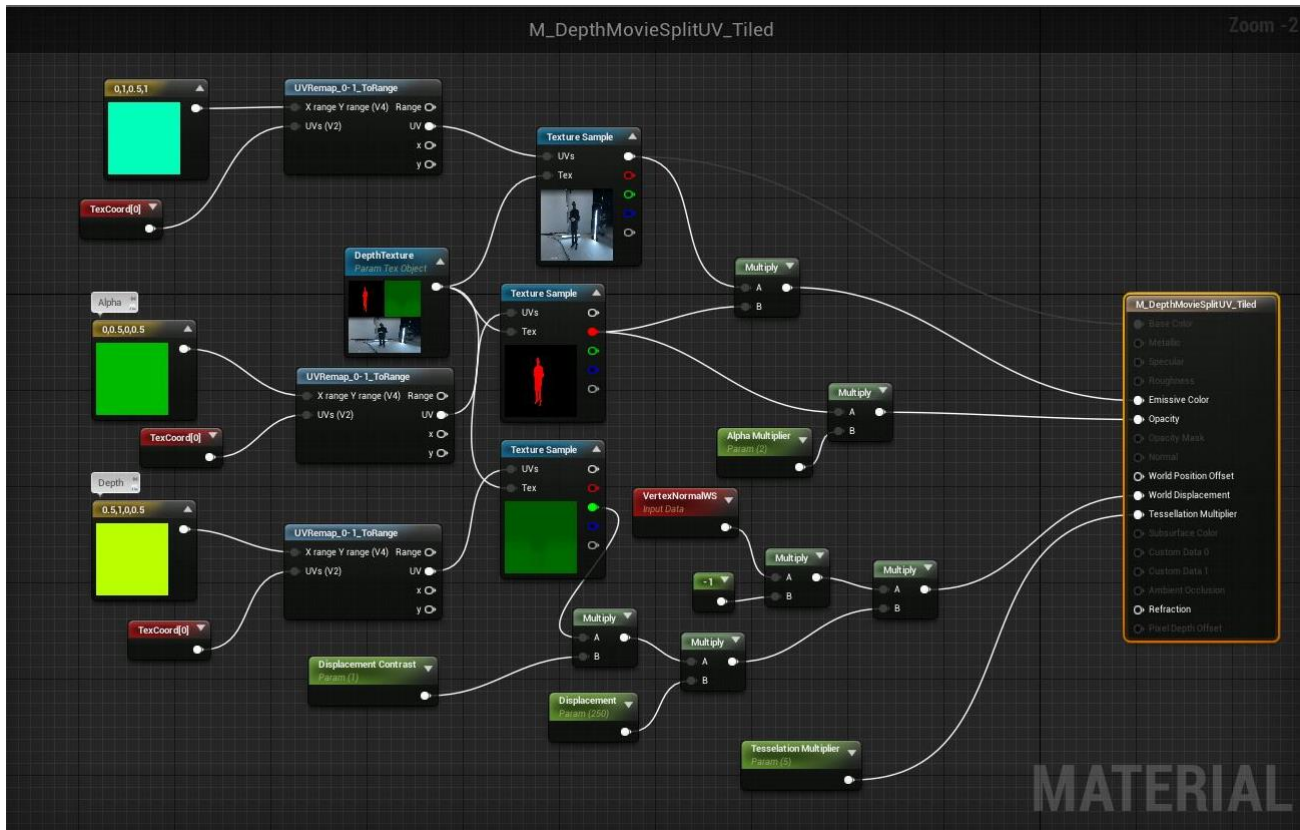 M_DepthMovieSplitUV_Tiled
Zoom -2
0,1,0.5,1
UVRemap_0-1_ToRange
X range Y range (V4) Range
UVs (V2) UV
x
y
TexCoord[0]
Texture Sample
UVs
Tex
DepthTexture
Param Tex Object
Alpha
0,0.5,0,0.5
UVRemap_0-1_ToRange
X range Y range (V4) Range
UVs (V2) UV
x
y
TexCoord[0]
Texture Sample
UVs
Tex
Multiply
A
B
Depth
0.5,1,0,0.5
UVRemap_0-1_ToRange
X range Y range (V4) Range
UVs (V2) UV
x
y
TexCoord[0]
Texture Sample
UVs
Tex
Multiply
A
B
Alpha Multiplier
Param (2)
VertexNormalWS
Input Data
-1
Multiply
A
B
Multiply
A
B
Displacement Contrast
Param (1)
Multiply
A
B
Multiply
A
B
Displacement
Param (250)
Tesselation Multiplier
Param (5)
M_DepthMovieSplitUV_Tiled
Base Color
Metallic
Specular
Roughness
Emissive Color
Opacity
Opacity Mask
Normal
World Position Offset
World Displacement
Tessellation Multiplier
Subsurface Color
Custom Data 0
Custom Data 1
Ambient Occlusion
Refraction
Pixel Depth Offset
MATERIAL